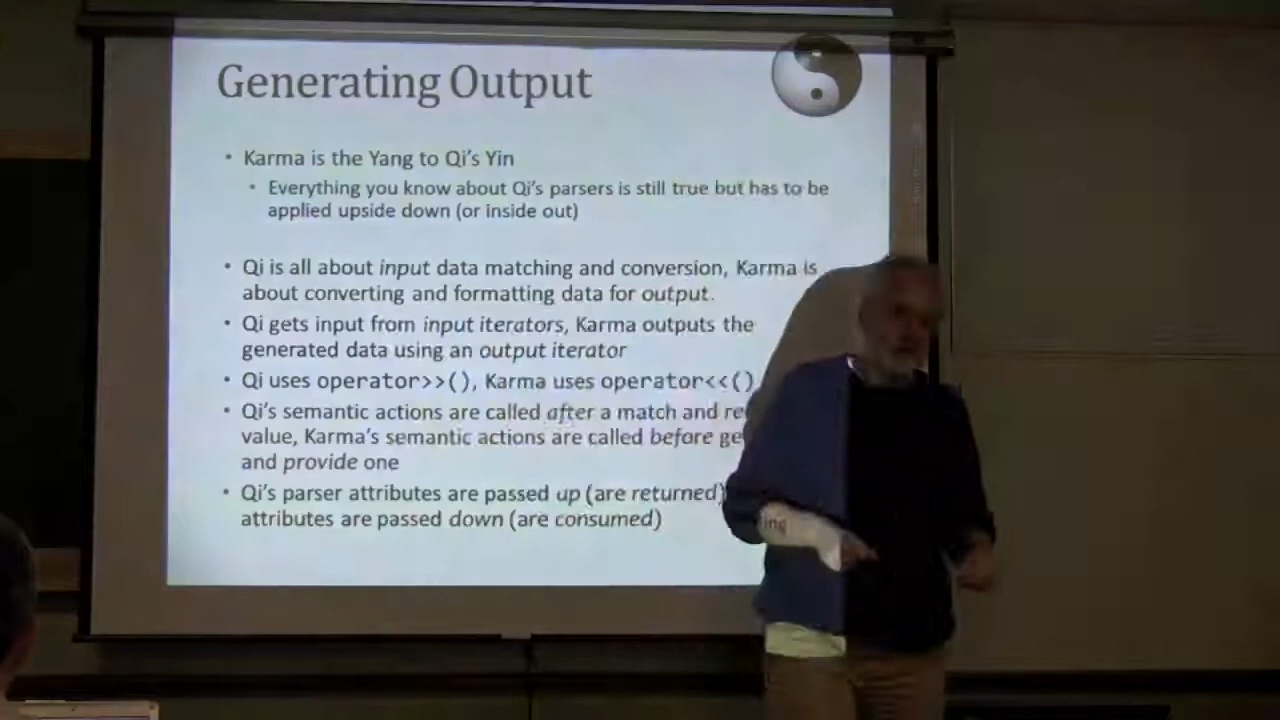 Generating Output
• Karma is the Yang to Qi's Yin
• Everything you know about Qi's parsers is still true but has to be
applied upside down (or inside out)
• Qi is all about input data matching and conversion, Karma is
about converting and formatting data for output.
• Qi gets input from input iterators, Karma outputs the
generated data using an output iterator
• Qi uses operator>>(), Karma uses operator<<()
• Qi's semantic actions are called after a match and re
value, Karma's semantic actions are called before ge
and provide one
• Qi's parser attributes are passed up (are returned)
attributes are passed down (are consumed)